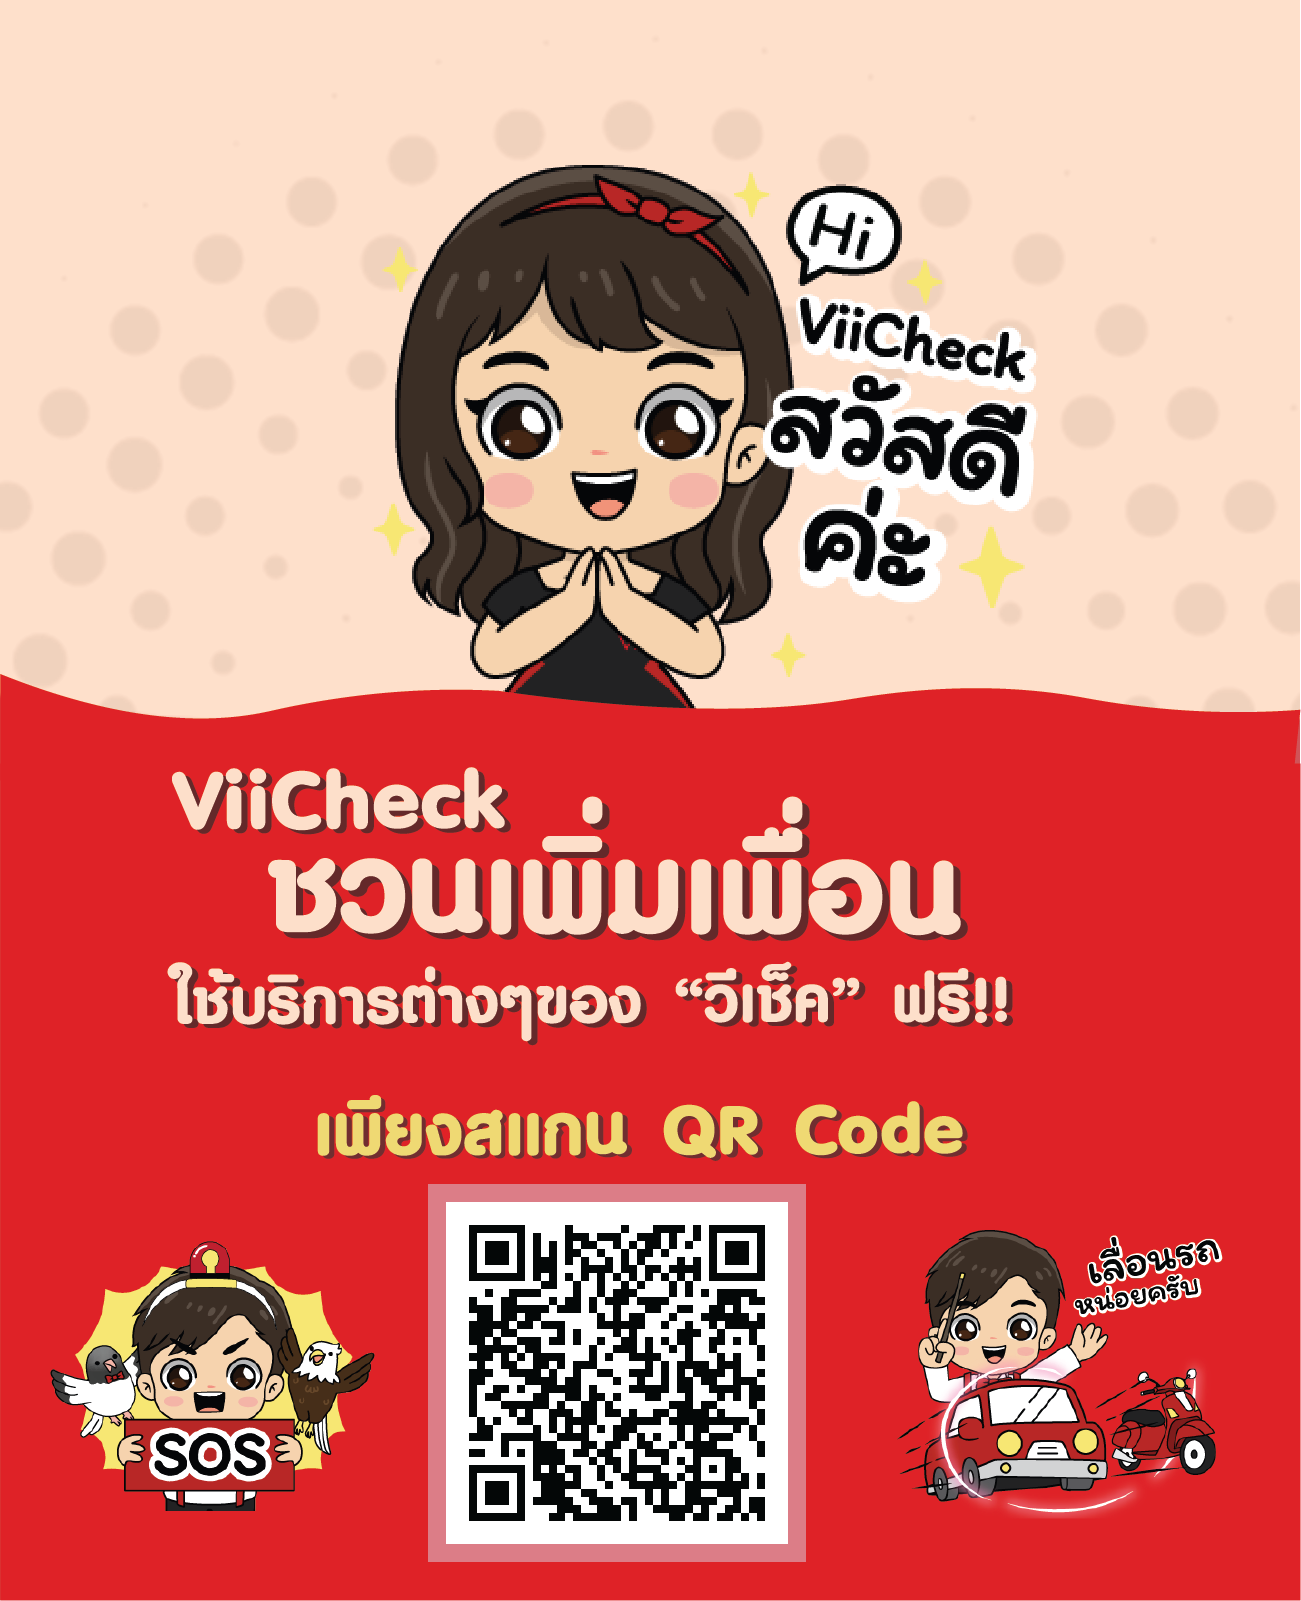 Hi
ViiCheck
สวัสดี
ค่ะ
ViiCheck
ชวนเพิ่มเพื่อน
ใช้บริการต่างๆของ “วีเช็ค” ฟรี!!
เพียงสแกน QR Code
SOS
เลื่อนรถ
หน่อยครับ